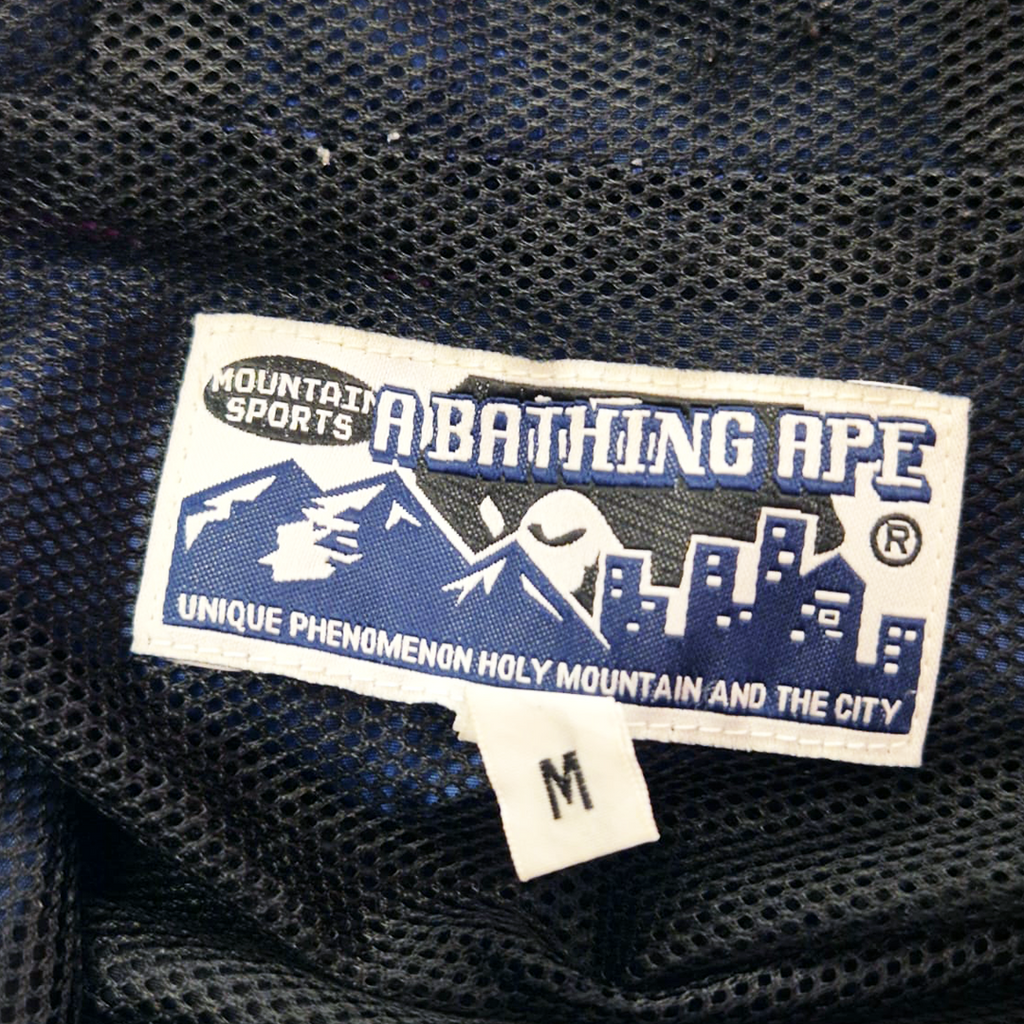 MOUNTAIN
SPORTS
A BATHING APE
®
UNIQUE PHENOMENON HOLY MOUNTAIN AND THE CITY
M